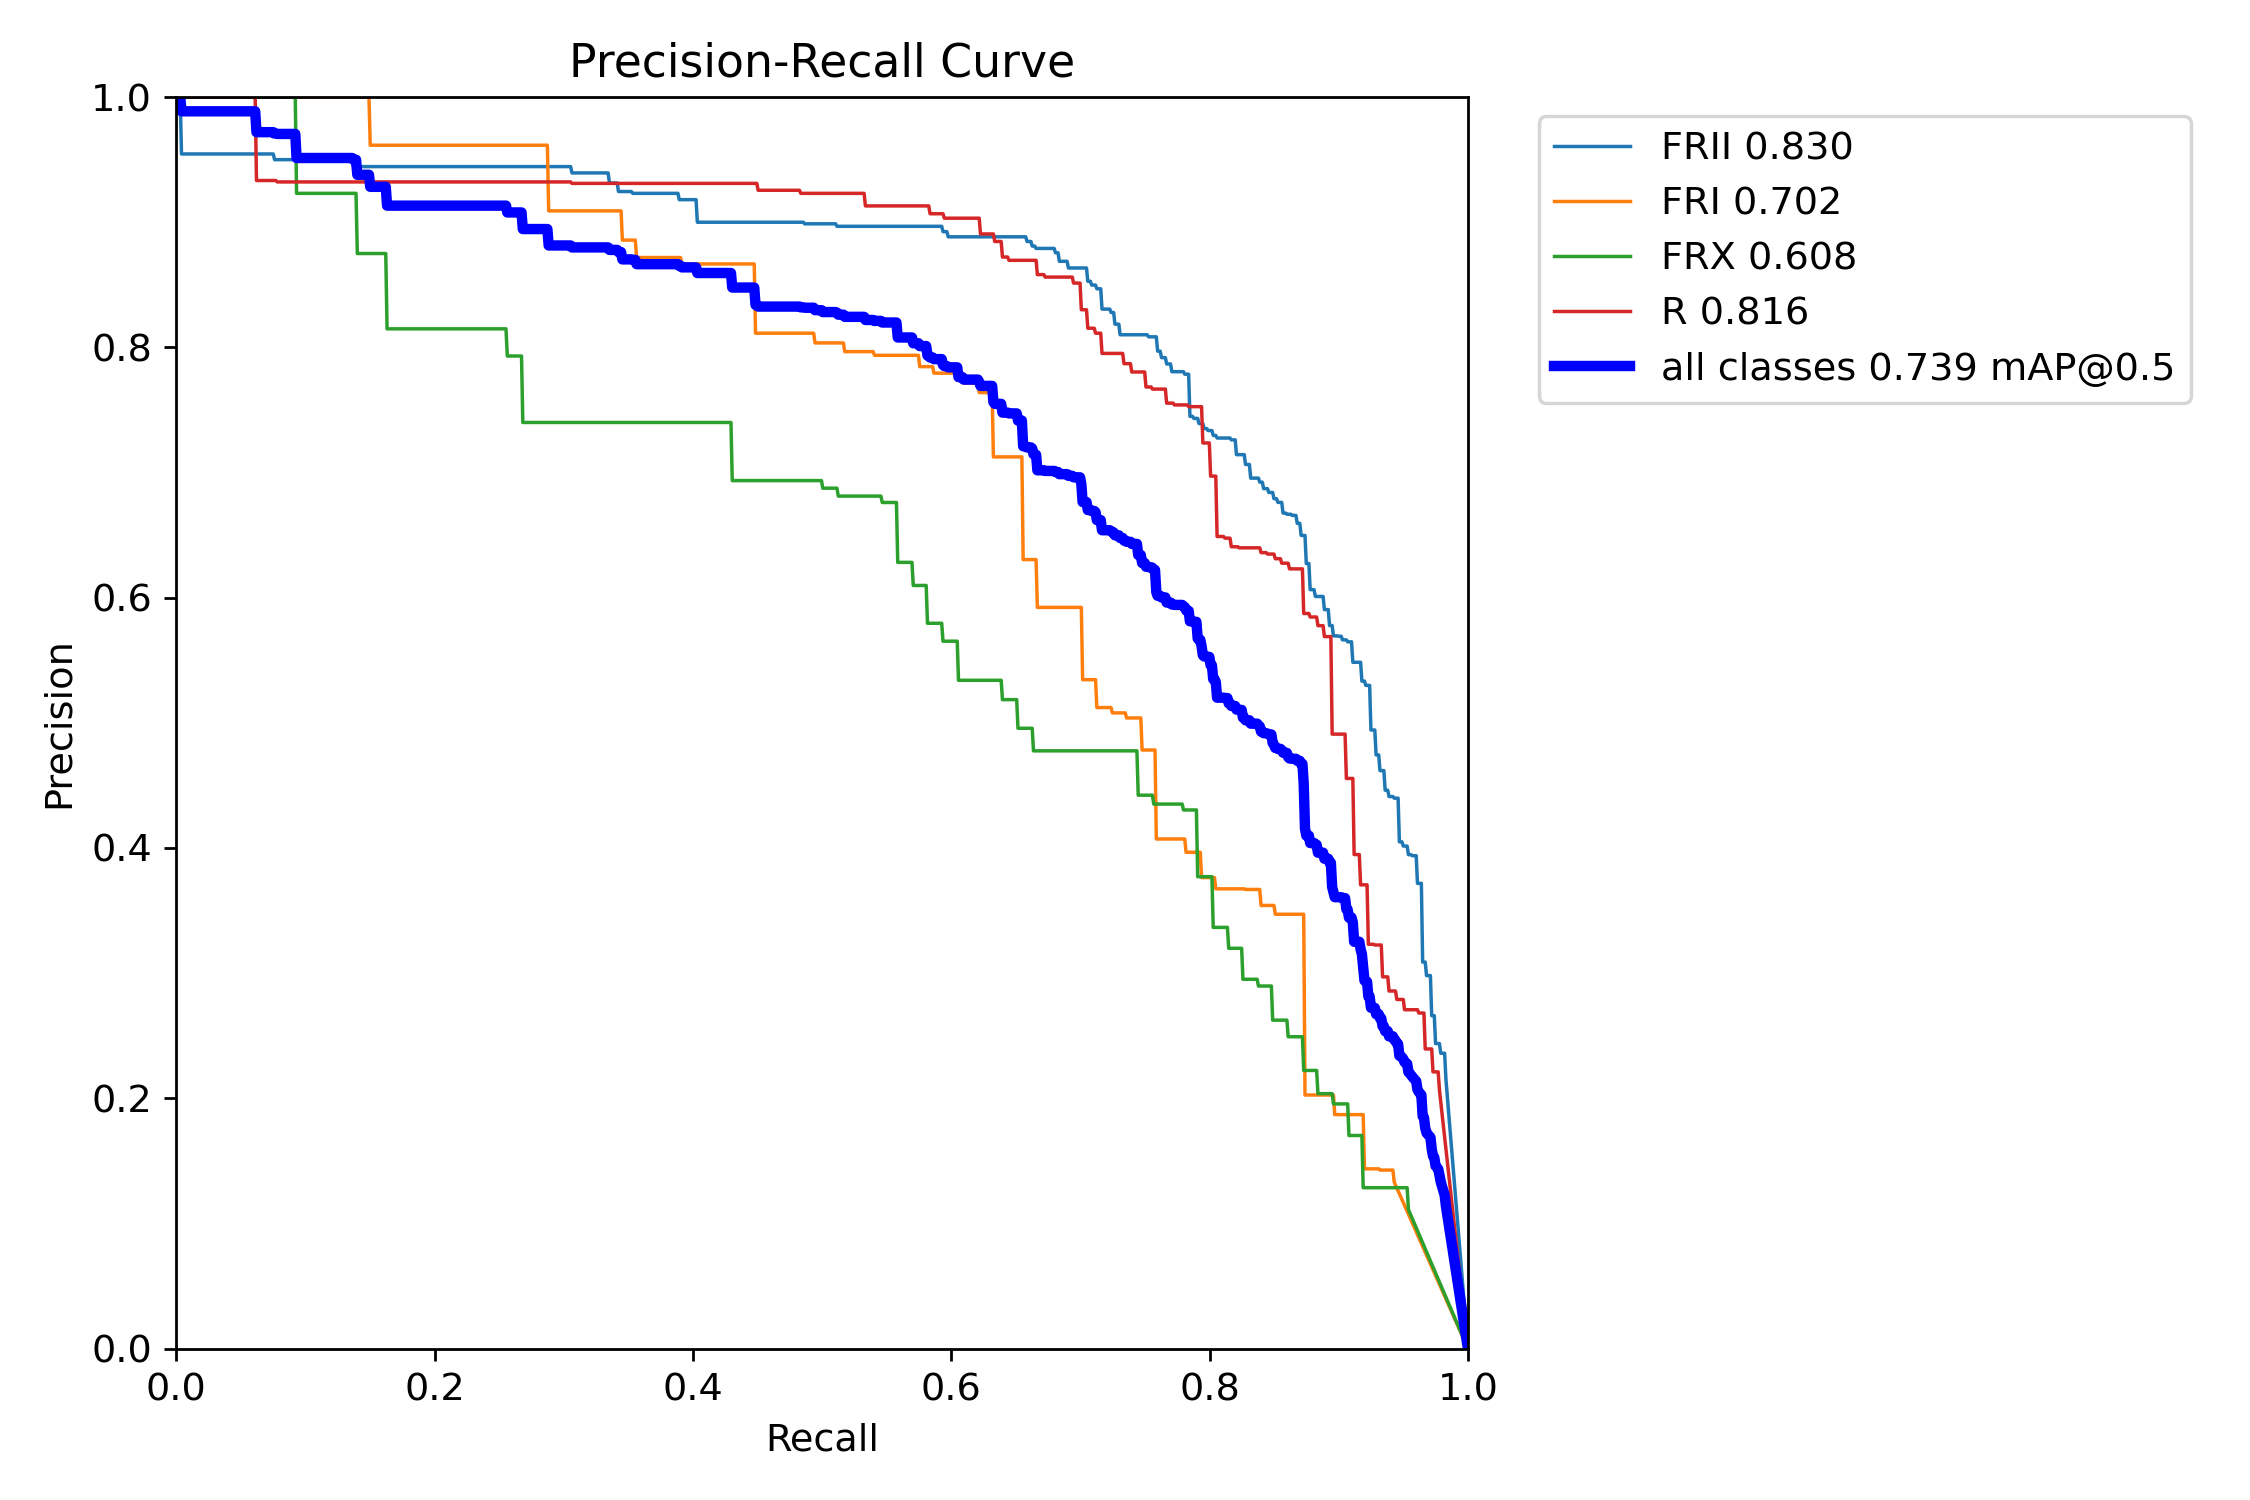 Precision-Recall Curve
1.0
0.8
0.6
0.4
0.2
0.0
Precision
0.0 0.2 0.4 0.6 0.8 1.0
Recall
FRII 0.830
FRI 0.702
FRX 0.608
R 0.816
all classes 0.739 mAP@0.5